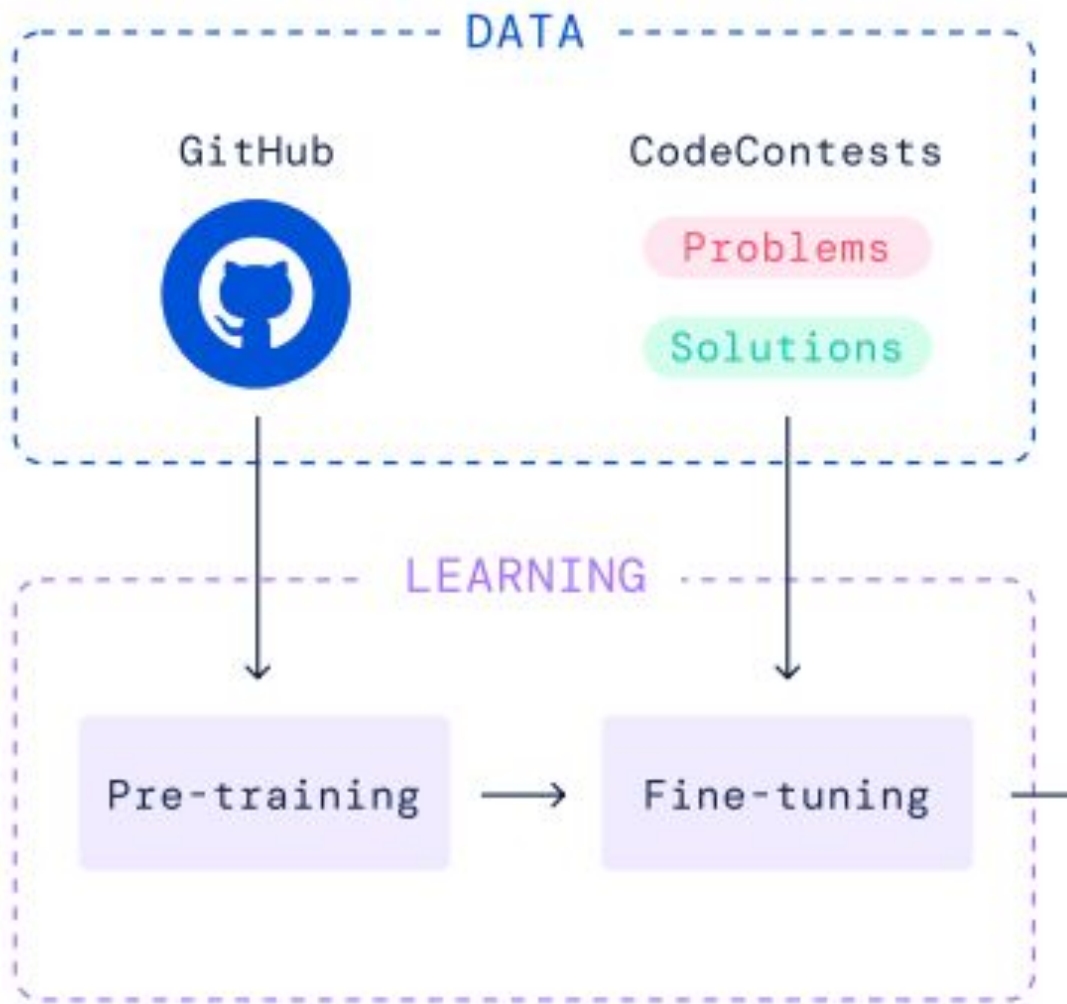 DATA
GitHub
CodeContests
Problems
Solutions
LEARNING
Pre-training
Fine-tuning